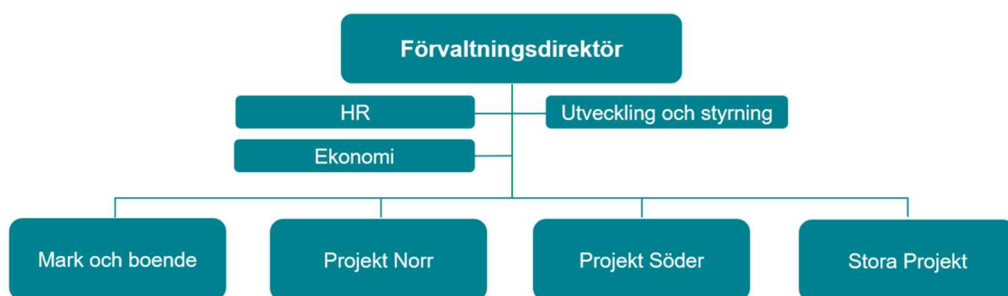 Förvaltningsdirektör
HR
Utveckling och styrning
Ekonomi
Mark och boende
Projekt Norr
Projekt Söder
Stora Projekt